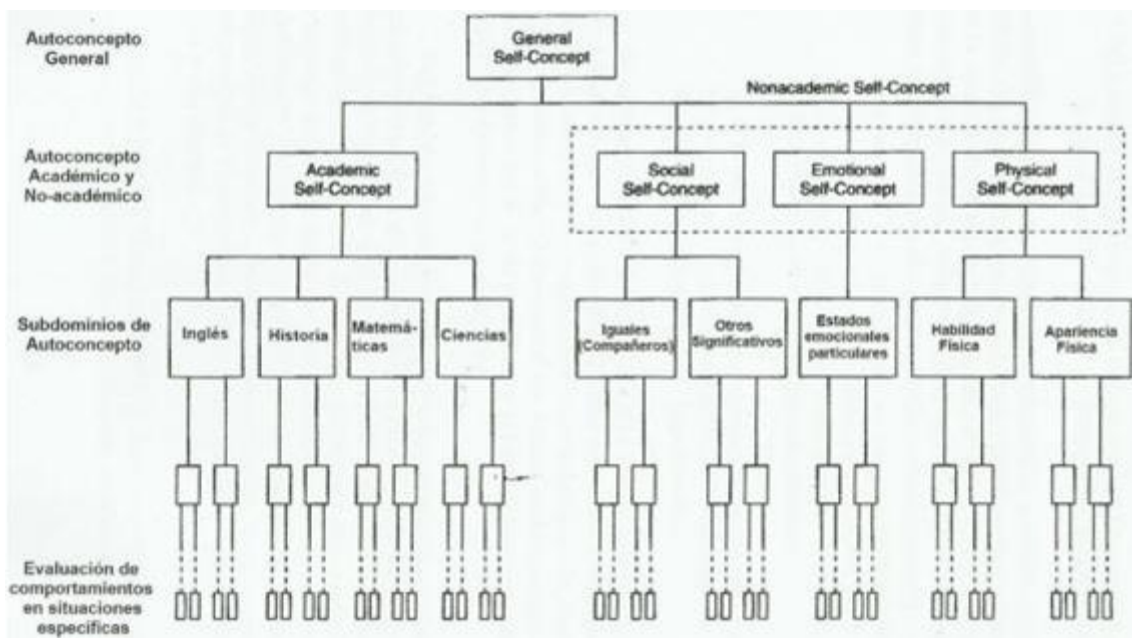 Autoconcepto
General
General
Self-Concept
Nonacademic Self-Concept
Autoconcepto
Académico y
No-académico
Academic
Self-Concept
Social
Self-Concept
Emotional
Self-Concept
Physical
Self-Concept
Subdominios de
Autoconcepto
Inglés
Historia
Matemá-
ticas
Ciencias
Iguales
(Compañeros)
Otros
Significativos
Estados
emocionales
particulares
Habilidad
Física
Apariencia
Física
Evaluación de
comportamientos
en situaciones
específicas